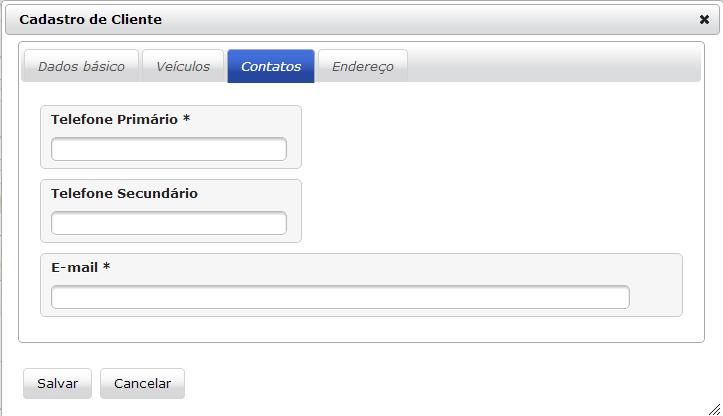 Cadastro de Cliente
Dados básico Veículos Contatos Endereço
Telefone Primário *
Telefone Secundário
E-mail *
Salvar Cancelar